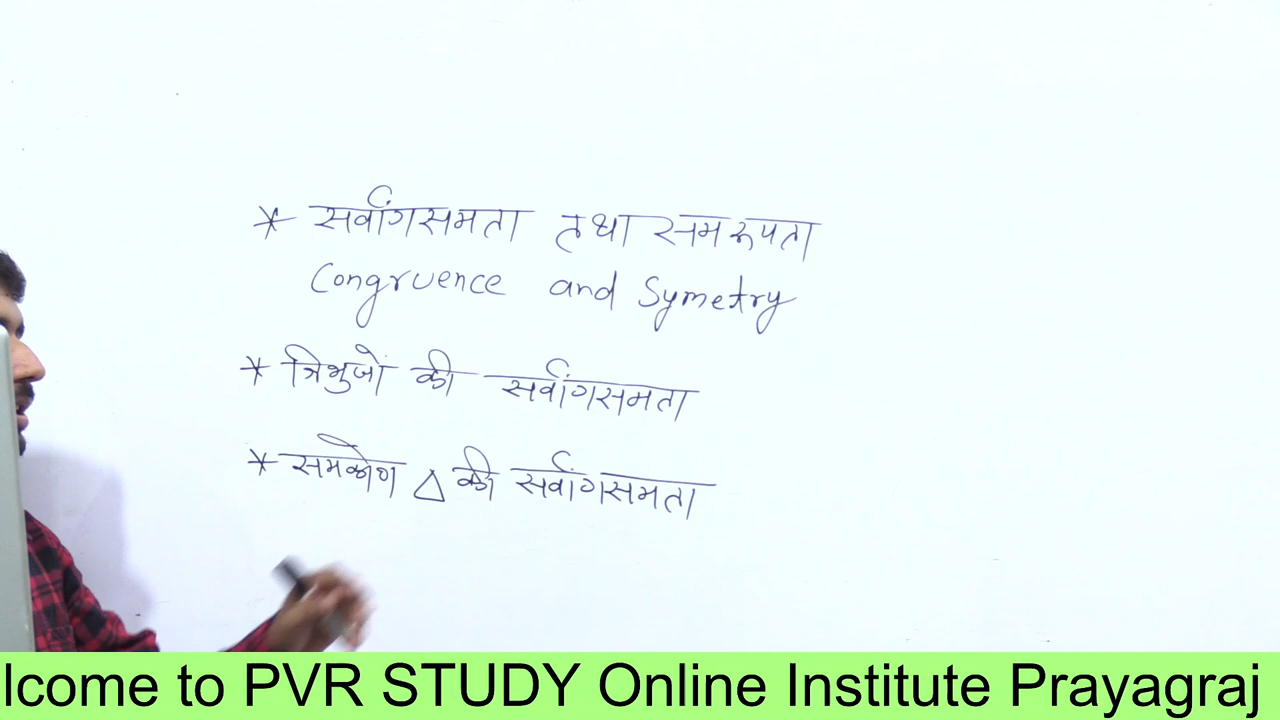 * सर्वांगसमता तथा समरूपता
Congruence and Symetry
* त्रिभुजों की सर्वांगसमता
* समकोण △ की सर्वांगसमता
lcome to PVR STUDY Online Institute Prayagraj